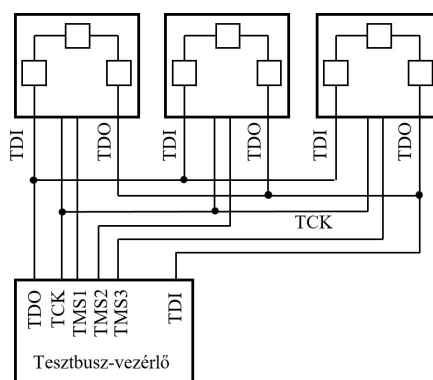 TDI
TDO
TDI
TDO
TDI
TDO
TCK
TDO
TCK
TMS1
TMS2
TMS3
TDI
Tesztbusz-vezérlő